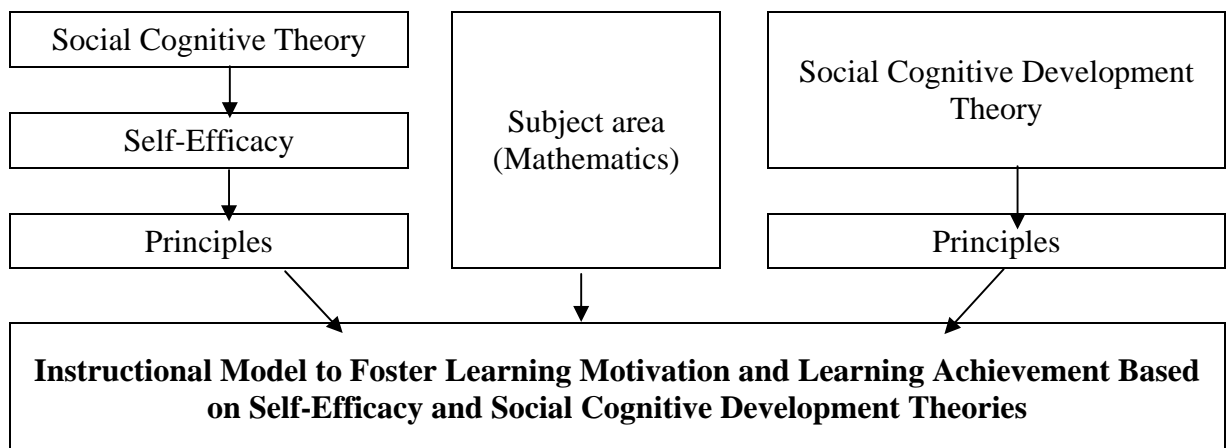 Social Cognitive Theory
Self-Efficacy
Principles
Subject area
(Mathematics)
Social Cognitive Development
Theory
Principles
Instructional Model to Foster Learning Motivation and Learning Achievement Based
on Self-Efficacy and Social Cognitive Development Theories